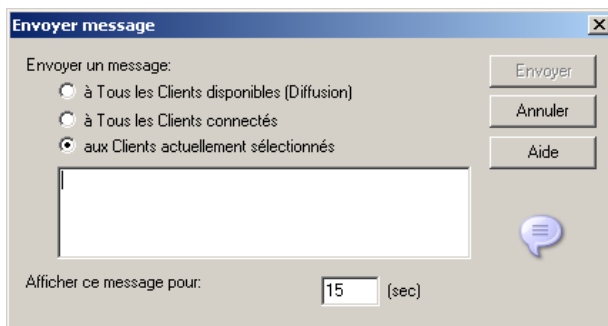 Envoyer message
Envoyer un message:
à Tous les Clients disponibles (Diffusion)
à Tous les Clients connectés
aux Clients actuellement sélectionnés
Envoyer
Annuler
Aide
Afficher ce message pour:
15 (sec)